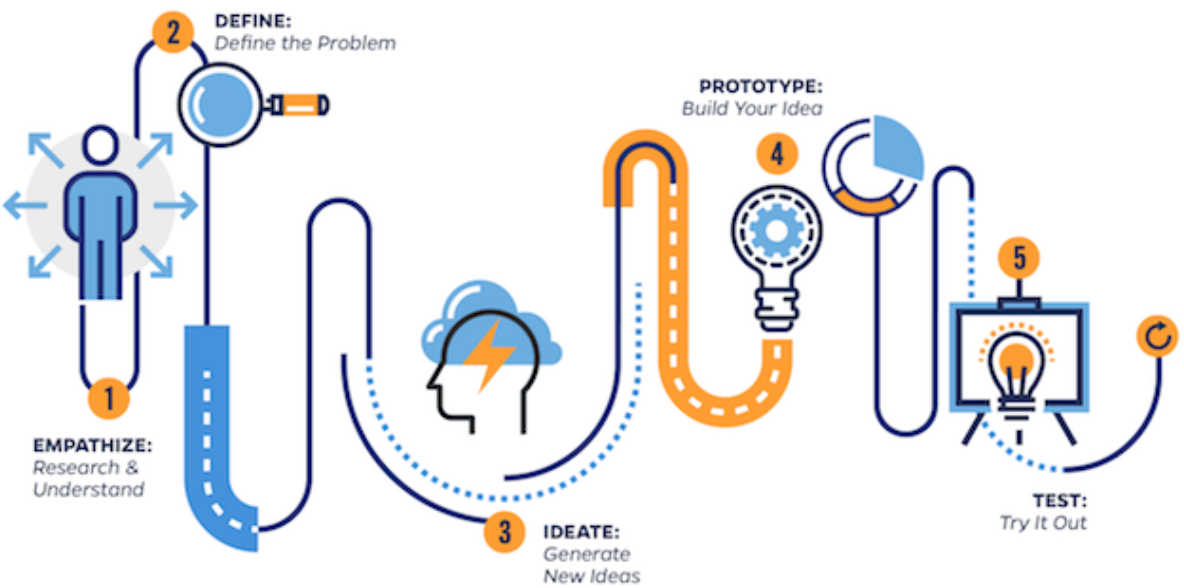 2
DEFINE:
Define the Problem
1
EMPATHIZE:
Research &
Understand
3
IDEATE:
Generate
New Ideas
PROTOTYPE:
Build Your Idea
4
5
TEST:
Try It Out